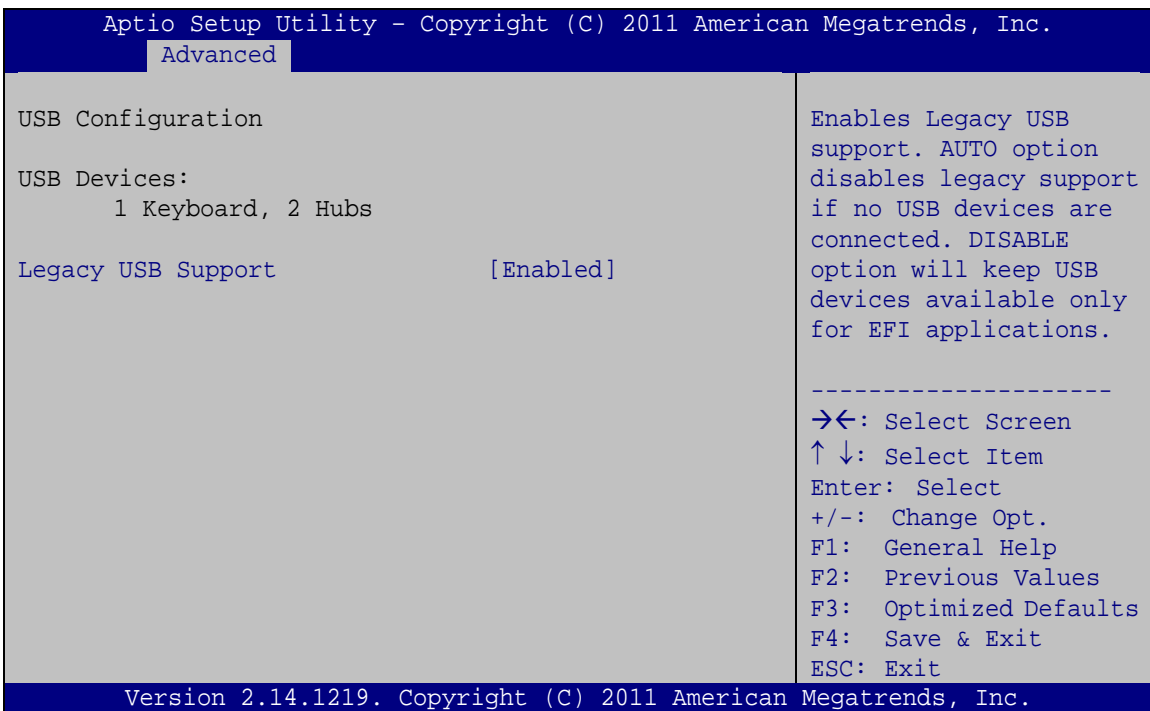 Aptio Setup Utility – Copyright (C) 2011 American Megatrends, Inc.
Advanced
USB Configuration
USB Devices:
1 Keyboard, 2 Hubs
Legacy USB Support [Enabled]
Enables Legacy USB
support. AUTO option
disables legacy support
if no USB devices are
connected. DISABLE
option will keep USB
devices available only
for EFI applications.
---------------------
→←: Select Screen
↑ ↓: Select Item
Enter: Select
+/-: Change Opt.
F1: General Help
F2: Previous Values
F3: Optimized Defaults
F4: Save & Exit
ESC: Exit
Version 2.14.1219. Copyright (C) 2011 American Megatrends, Inc.